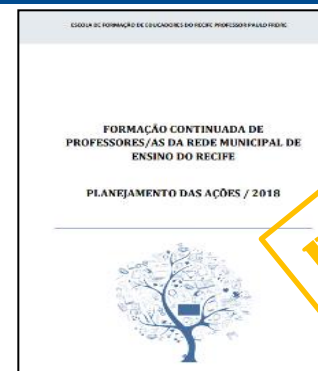 ESCOLA DE FORMAÇÃO DE EDUCADORES DO RECIFE PROFESSOR PAULO FREIRE
FORMAÇÃO CONTINUADA DE
PROFESSORES/AS DA REDE MUNICIPAL DE
ENSINO DO RECIFE
PLANEJAMENTO DAS AÇÕES / 2018